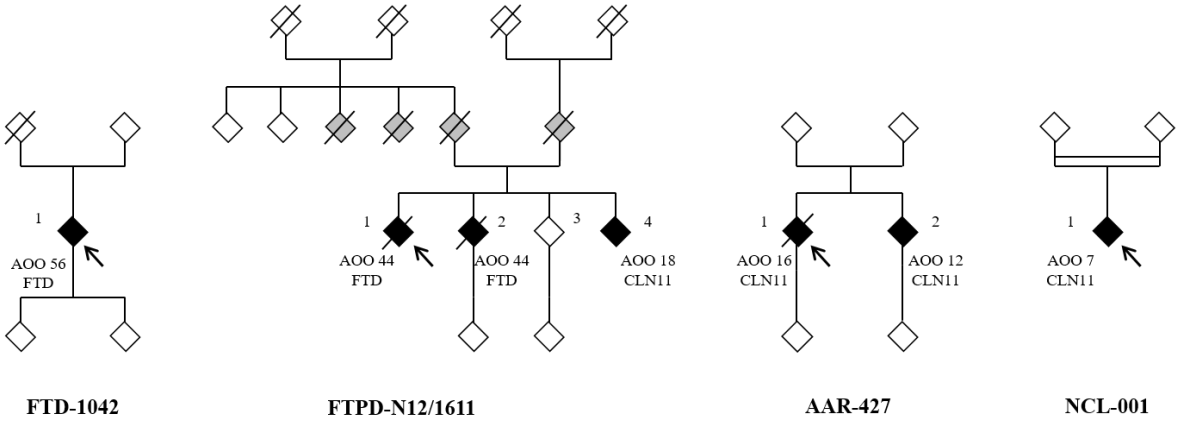 1
AOO 56
FTD
FTD-1042
1
AOO 44
FTD
2
AOO 44
FTD
3
4
AOO 18
CLN11
FTPD-N12/1611
1
AOO 16
CLN11
2
AOO 12
CLN11
AAR-427
1
AOO 7
CLN11
NCL-001